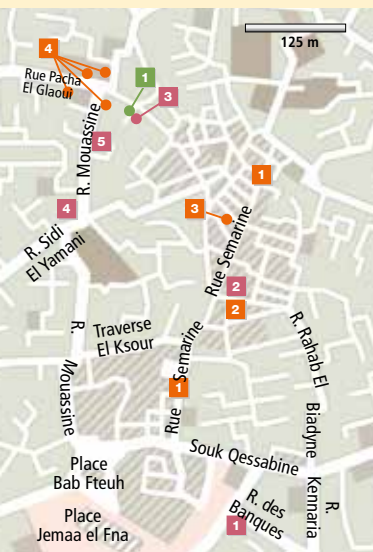 125 m
4
Rue Pacha
El Glaoui
1
3
R. Mouassine
5
1
4
3
R. Sidi
El Yamani
Rue Semarine
2
2
R. Mouassine
Traverse
El Ksour
R. Rahab El Biadyne
1
Rue Semarine
Souk Qessabine
R. Kennaria
Place
Bab Fteuh
R. des
Banques
1
Place
Jemaa el Fna